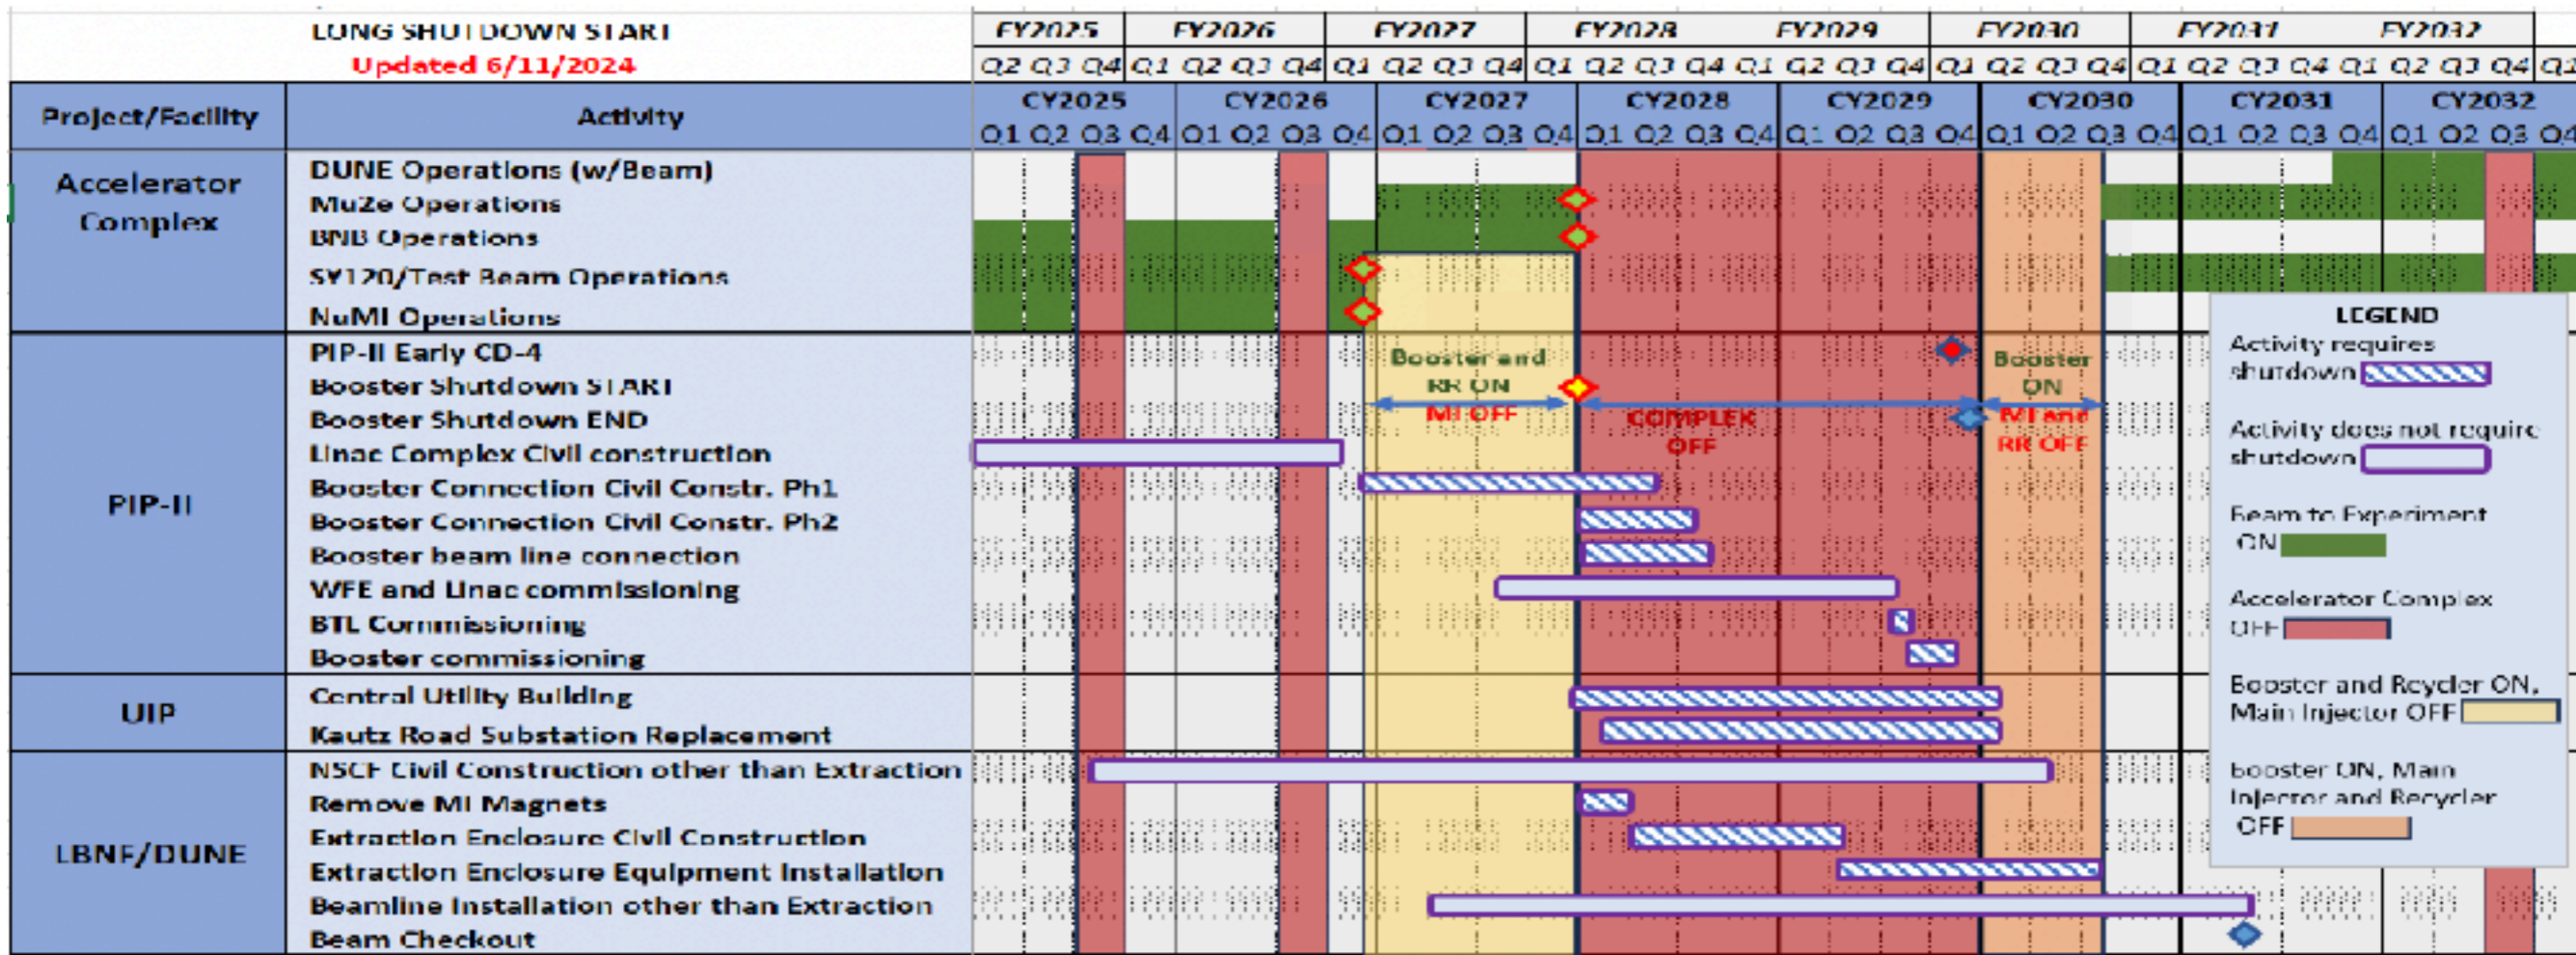 LONG SHUTDOWN START
Updated 6/11/2024
FY2025 FY2026 FY2027 FY2028 FY2029 FY2030 FY2031 FY2032
Q2 Q3 Q4 Q1 Q2 Q3 Q4 Q1 Q2 Q3 Q4 Q1 Q2 Q3 Q4 Q1 Q2 Q3 Q4 Q1 Q2 Q3 Q4 Q1 Q2 Q3 Q4 Q1 Q2 Q3 Q4 Q1
Project/Facility Activity CY2025 CY2026 CY2027 CY2028 CY2029 CY2030 CY2031 CY2032
Q1 Q2 Q3 Q4 Q1 Q2 Q3 Q4 Q1 Q2 Q3 Q4 Q1 Q2 Q3 Q4 Q1 Q2 Q3 Q4 Q1 Q2 Q3 Q4 Q1 Q2 Q3 Q4 Q1 Q2 Q3 Q4
Accelerator
Complex
DUNE Operations (w/Beam)
Mu2e Operations
BNB Operations
SY120/Test Beam Operations
NuMI Operations
PIP-II
PIP-II Early CD-4
Booster Shutdown START
Booster Shutdown END
Linac Complex Civil construction
Booster Connection Civil Constr. Ph1
Booster Connection Civil Constr. Ph2
Booster beam line connection
WFE and Linac commissioning
BTL Commissioning
Booster commissioning
UIP
Central Utility Building
Kautz Road Substation Replacement
LBNF/DUNE
NSCF Civil Construction other than Extraction
Remove MI Magnets
Extraction Enclosure Civil Construction
Extraction Enclosure Equipment Installation
Beamline Installation other than Extraction
Beam Checkout
Booster and
RR ON
MI OFF
COMPLEX
OFF
Booster
ON
MI and
RR OFF
LEGEND
Activity requires
shutdown
Activity does not require
shutdown
Beam to Experiment
ON
Accelerator Complex
OFF
Booster and Recycler ON,
Main Injector OFF
Booster ON, Main
Injector and Recycler
OFF